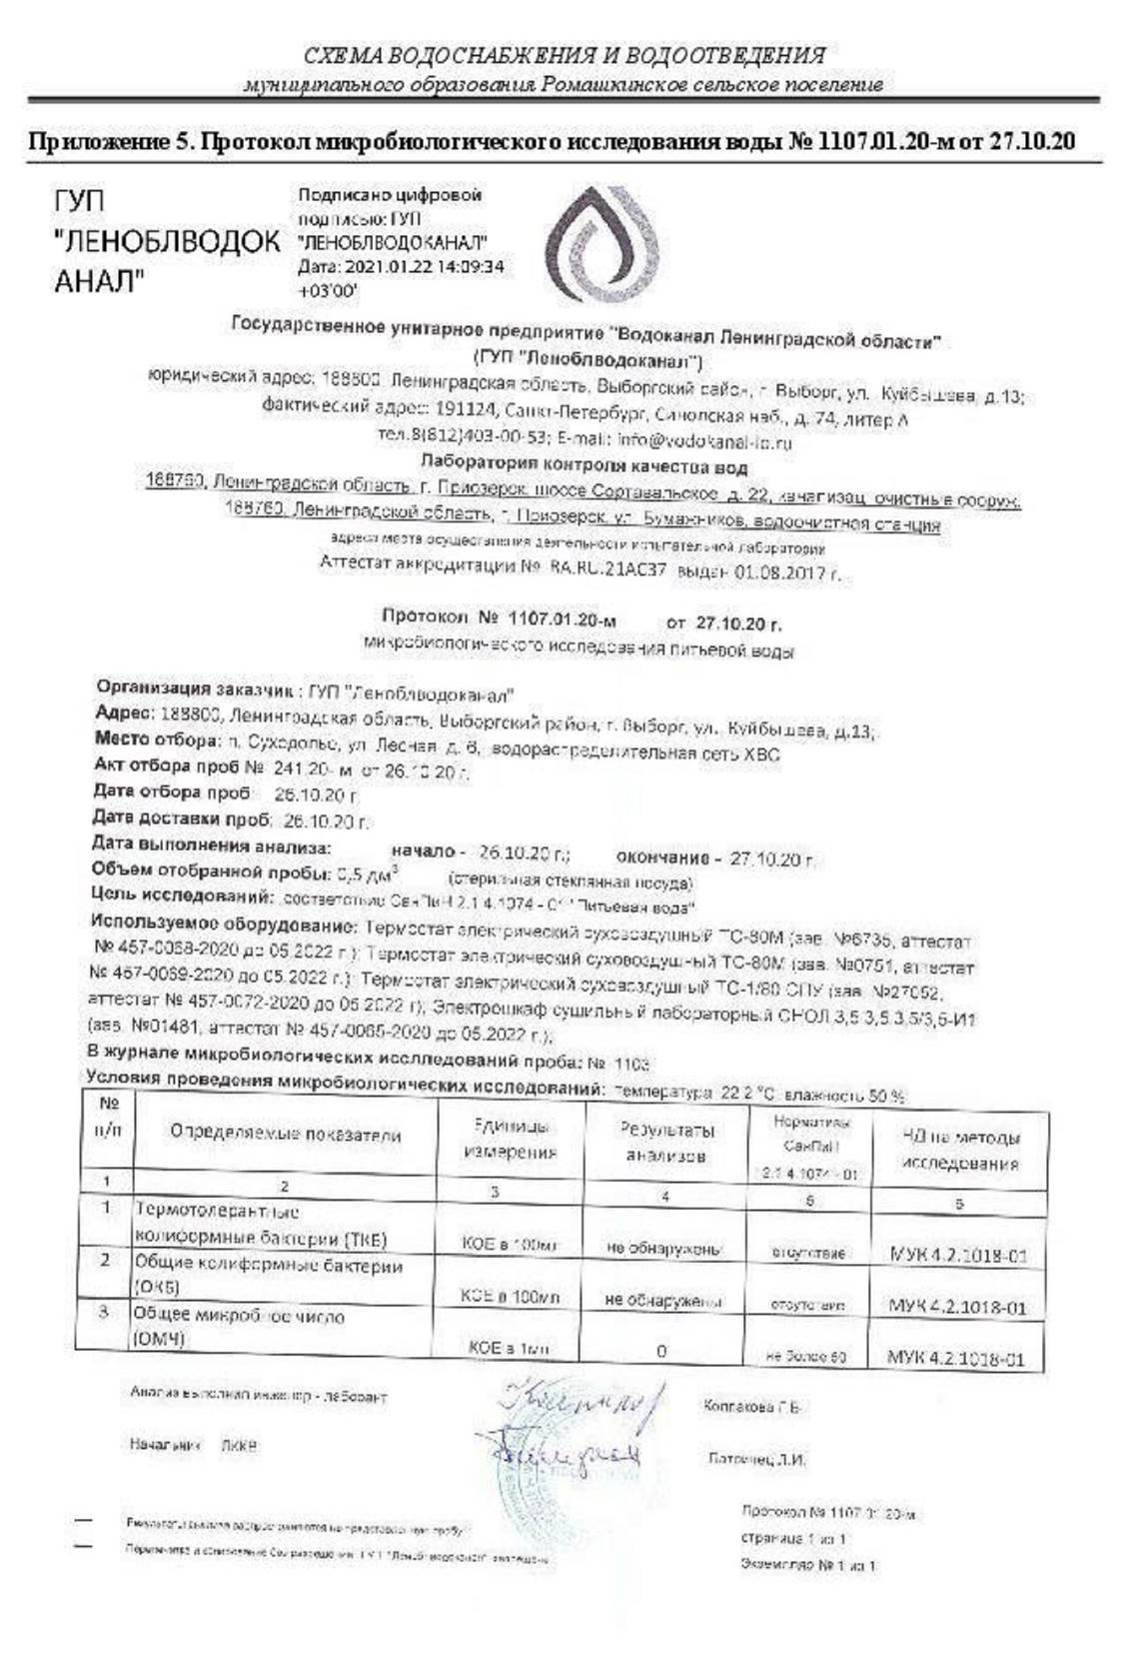 СХЕМА ВОДОСНАБЖЕНИЯ И ВОДООТВЕДЕНИЯ
муниципального образования Ромашкинское сельское поселение
Приложение 5. Протокол микробиологического исследования воды № 1107.01.20-м от 27.10.20
ГУП
"ЛЕНОБЛВОДОК
АНАЛ"
Подписано цифровой
подписью: ГУП
"ЛЕНОБЛВОДОКАНАЛ"
Дата: 2021.01.22 14:09:34
+03'00'
Государственное унитарное предприятие "Водоканал Ленинградской области"
(ГУП "Леноблводоканал")
юридический адрес: 188800, Ленинградская область, Выборгский район, г. Выборг, ул. Куйбышева, д.13;
фактический адрес: 191124, Санкт-Петербург, Синопская наб., д. 74, литер А
тел.8(812)403-00-53; E-mail: info@vodokanal-lo.ru
Лаборатория контроля качества вод
188760, Ленинградской область, г. Приозерск, шоссе Сортавальское, д. 22, канализац. очистные сооруж.
188760, Ленинградской область, г. Приозерск, ул. Бумажников, водоочистная станция
адреса места осуществления деятельности испытательной лаборатории
Аттестат аккредитации № RA.RU.21АС37 выдан 01.08.2017 г.
Протокол № 1107.01.20-м от 27.10.20 г.
микробиологического исследования питьевой воды
Организация заказчик : ГУП "Леноблводоканал"
Адрес: 188800, Ленинградская область, Выборгский район, г. Выборг, ул. Куйбышева, д.13;
Место отбора: п. Суходолье, ул. Лесная д. 6, водораспределительная сеть ХВС
Акт отбора проб № 241.20- м от 26.10.20 г.
Дата отбора проб: 26.10.20 г.
Дата доставки проб: 26.10.20 г.
Дата выполнения анализа: начало - 26.10.20 г.; окончание - 27.10.20 г.
Объем отобранной пробы: 0,5 дм³ (стерильная стеклянная посуда)
Цель исследований: соответствие СанПиН 2.1.4.1074 - 01 "Питьевая вода"
Используемое оборудование: Термостат электрический суховоздушный ТС-80М (зав. №6735, аттестат
№ 457-0068-2020 до 05.2022 г.); Термостат электрический суховоздушный ТС-80М (зав. №0751, аттестат
№ 457-0069-2020 до 05.2022 г.); Термостат электрический суховоздушный ТС-1/80 СПУ (зав. №27052,
аттестат № 457-0072-2020 до 05.2022 г); Электрошкаф сушильный лабораторный СНОЛ 3,5.3,5.3,5/3,5-И1
(зав. №01481, аттестат № 457-0065-2020 до 05.2022 г.);
В журнале микробиологических исслледований проба: № 1103
Условия проведения микробиологических исследований: температура 22.2 °С влажность 50 %
№ п/п Определяемые показатели Единицы измерения Результаты анализов Нормативы СанПиН 2.1.4.1074 - 01 НД на методы исследования
1 2 3 4 5 6
1 Термотолерантные колиформные бактерии (ТКБ) КОЕ в 100мл не обнаружены отсутствие МУК 4.2.1018-01
2 Общие колиформные бактерии (ОКБ) КОЕ в 100мл не обнаружены отсутствие МУК 4.2.1018-01
3 Общее микробное число (ОМЧ) КОЕ в 1мл 0 не более 50 МУК 4.2.1018-01
Анализ выполнил инженер - лаборант Колпакова Г.В.
Начальник ЛККВ Л.И.
Результаты анализа распространяются на представленную пробу
Перепечатка и копирование без разрешения ГУП "Леноблводоканал" запрещены
Протокол № 1107.01.20-м
страница 1 из 1
Экземпляр № 1 из 1